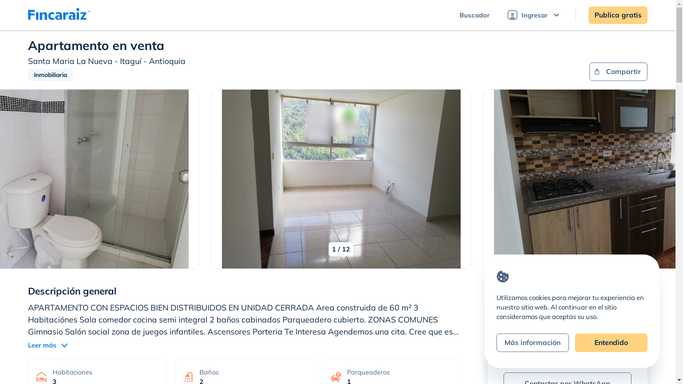 Fincaraiz
Buscador
Ingresar
Publica gratis
Apartamento en venta
Santa Maria La Nueva - Itaguí - Antioquia
Inmobiliaria
Compartir
1 / 12
Descripción general
APARTAMENTO CON ESPACIOS BIEN DISTRIBUIDOS EN UNIDAD CERRADA Area construida de 60 m² 3
Habitaciónes Sala comedor cocina semi integral 2 baños cabinados Parqueadero cubierto. ZONAS COMUNES
Gimnasio Salón social zona de juegos infantiles. Ascensores Porteria Te Interesa Agendemos una cita. Cree que es...
Leer más
Habitaciones
3
Baños
2
Parqueaderos
1
Utilizamos cookies para mejorar tu experiencia en
nuestro sitio web. Al continuar en el sitio
consideramos que aceptas su uso.
Más información
Entendido
Contactar por WhatsApp